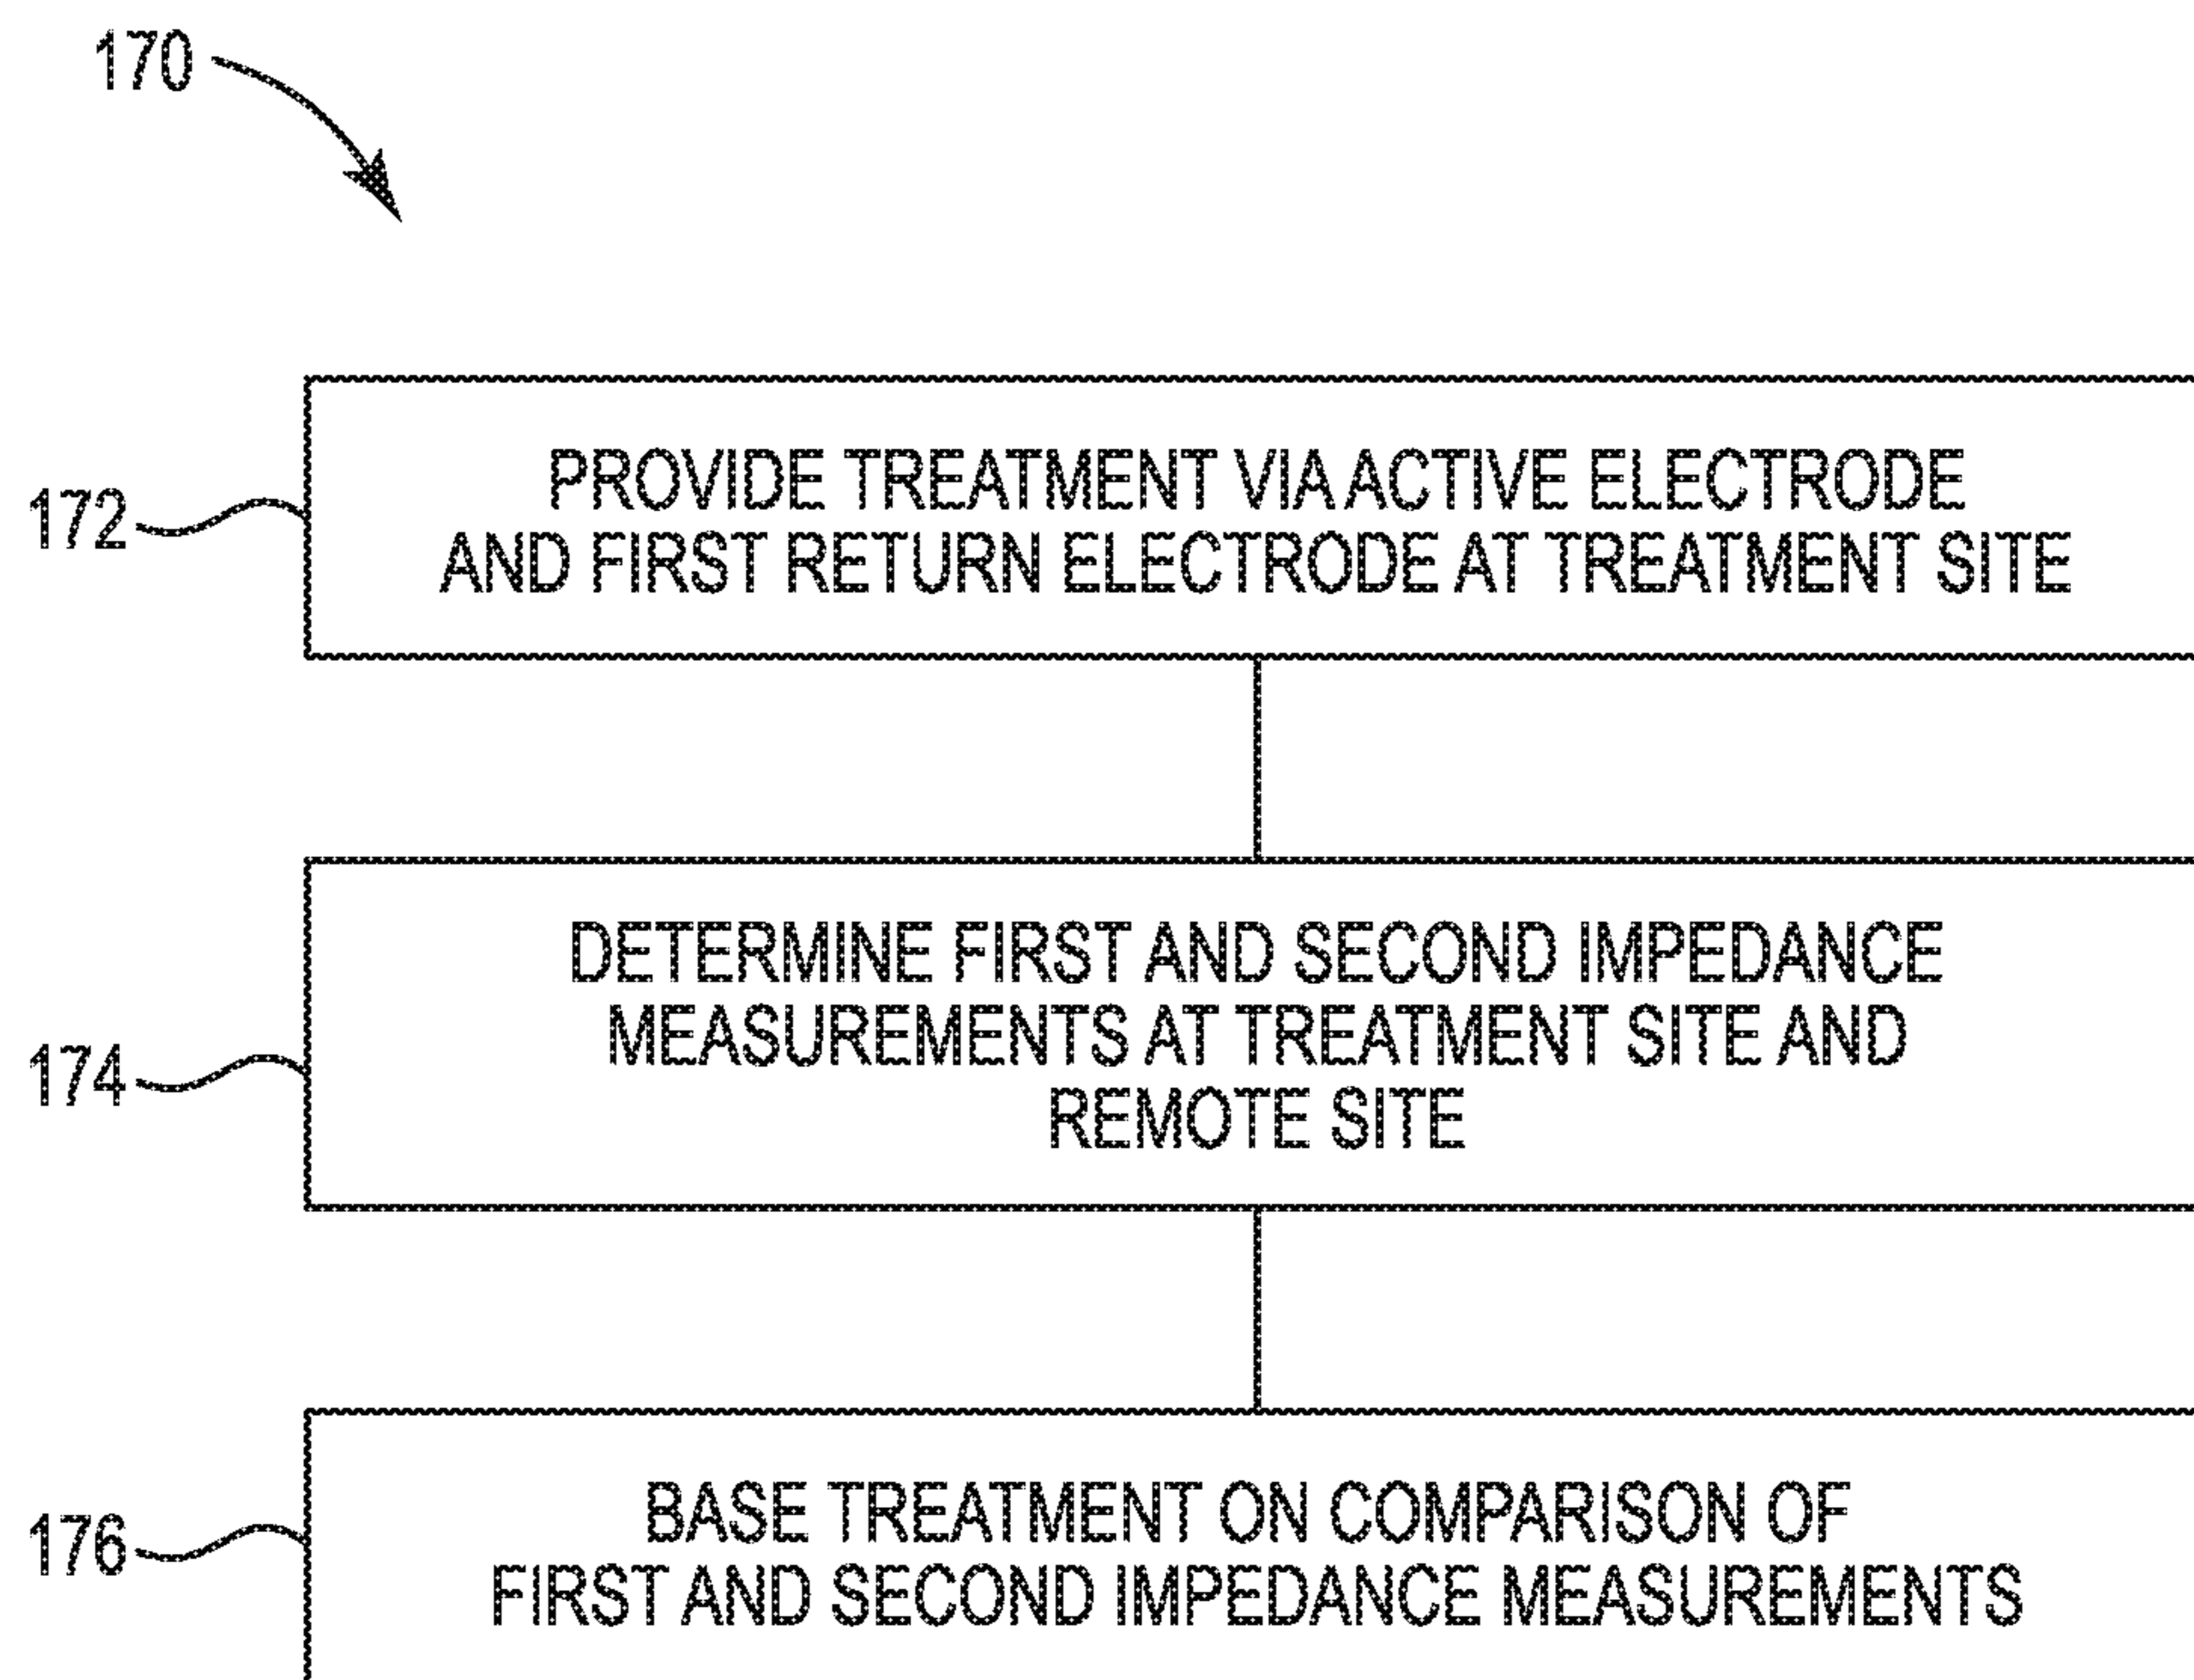 170
172
PROVIDE TREATMENT VIA ACTIVE ELECTRODE
AND FIRST RETURN ELECTRODE AT TREATMENT SITE
174
DETERMINE FIRST AND SECOND IMPEDANCE
MEASUREMENTS AT TREATMENT SITE AND
REMOTE SITE
176
BASE TREATMENT ON COMPARISON OF
FIRST AND SECOND IMPEDANCE MEASUREMENTS